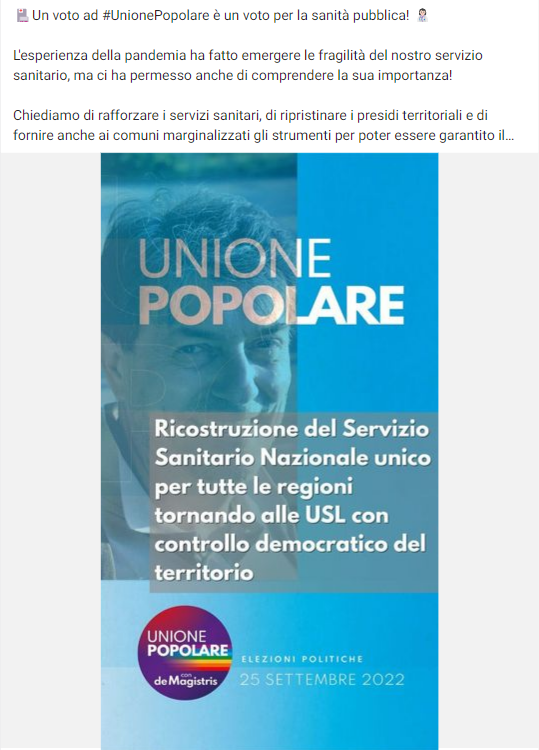 🏥 Un voto ad #UnionePopolare è un voto per la sanità pubblica! 👩🏻‍⚕️
L'esperienza della pandemia ha fatto emergere le fragilità del nostro servizio
sanitario, ma ci ha permesso anche di comprendere la sua importanza!
Chiediamo di rafforzare i servizi sanitari, di ripristinare i presidi territoriali e di
fornire anche ai comuni marginalizzati gli strumenti per poter essere garantito il...
UNIONE
POPOLARE
Ricostruzione del Servizio
Sanitario Nazionale unico
per tutte le regioni
tornando alle USL con
controllo democratico del
territorio
UNIONE
POPOLARE
con
de Magistris
ELEZIONI POLITICHE
25 SETTEMBRE 2022